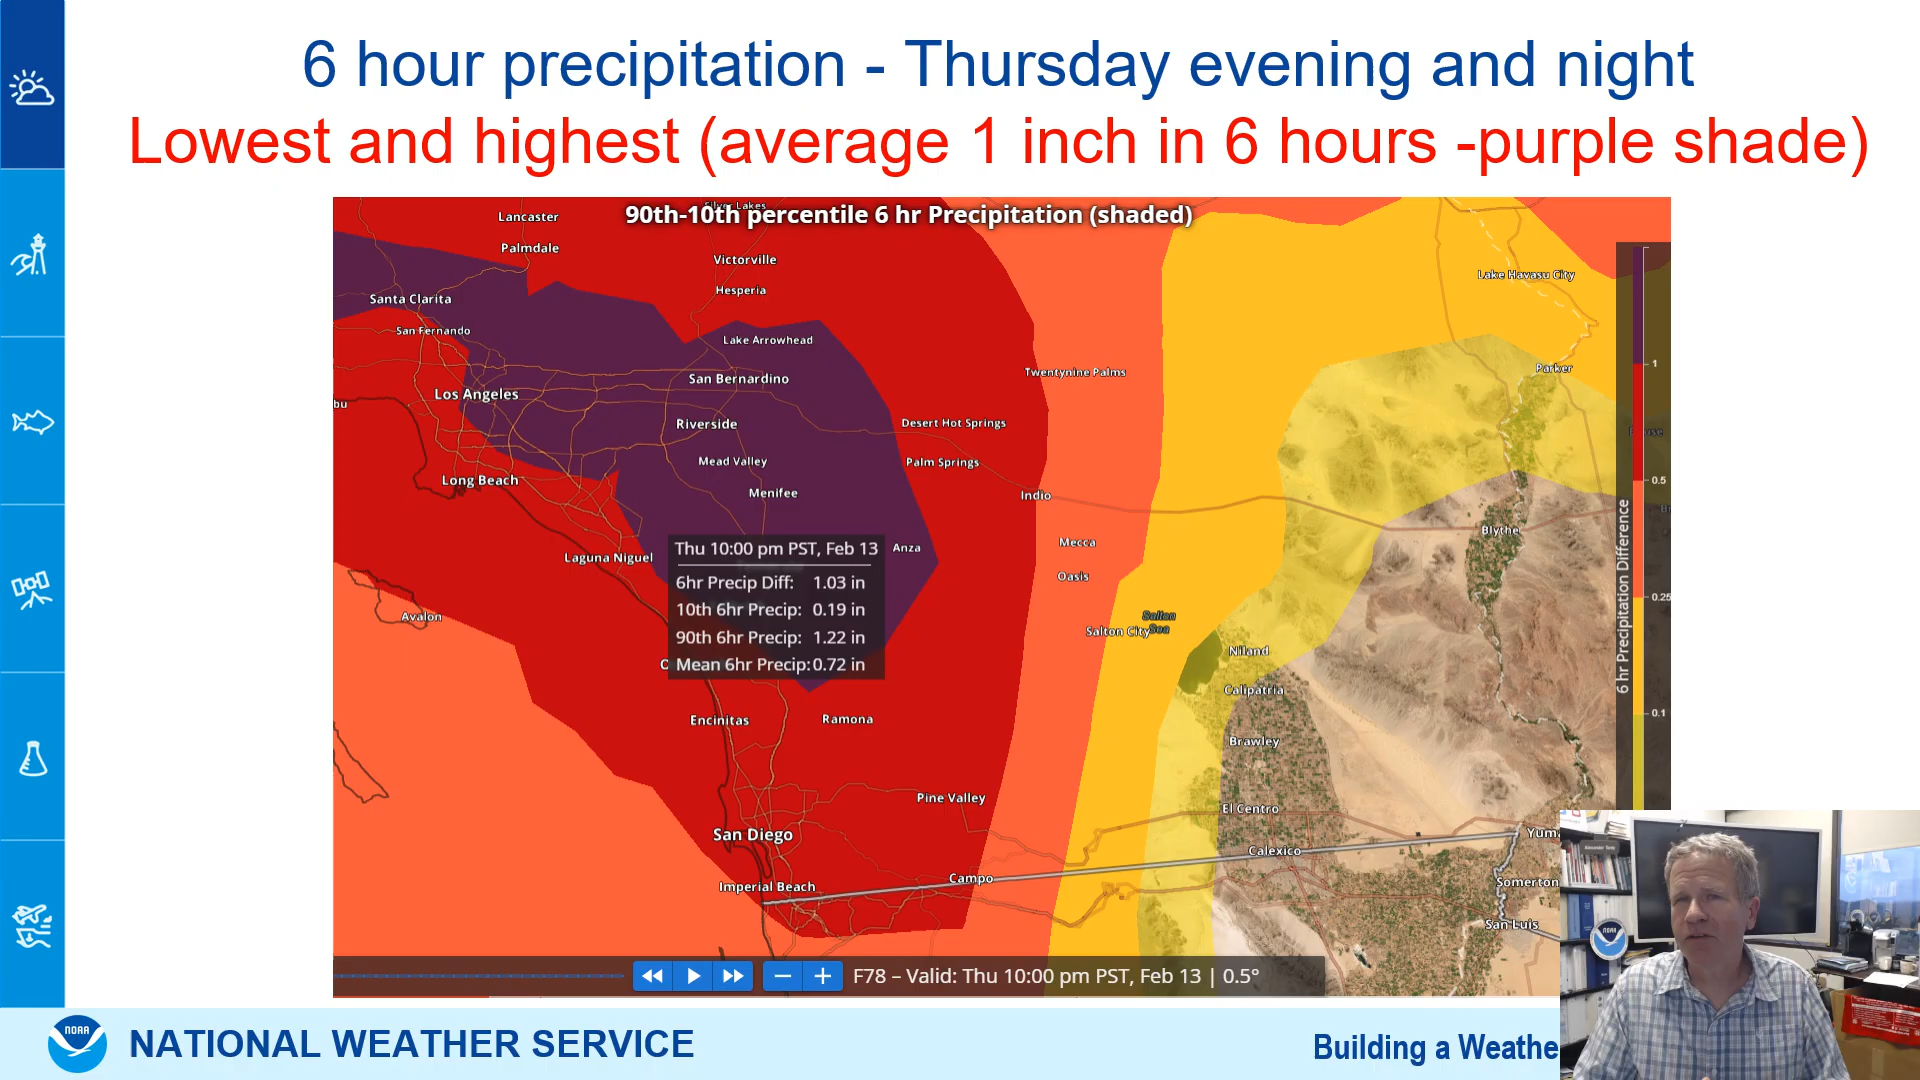 6 hour precipitation - Thursday evening and night
Lowest and highest (average 1 inch in 6 hours -purple shade)
90th-10th percentile 6 hr Precipitation (shaded)
Silver Lakes
Lancaster
Palmdale
Victorville
Hesperia
Lake Havasu City
Santa Clarita
San Fernando
Lake Arrowhead
Parker
1
Twentynine Palms
San Bernardino
Los Angeles
bu
Riverside
Desert Hot Springs
Mead Valley
Palm Springs
Long Beach
0.5
Menifee
Indio
Blythe
Mecca
Laguna Niguel
Anza
Thu 10:00 pm PST, Feb 13
6hr Precip Diff: 1.03 in
10th 6hr Precip: 0.19 in
90th 6hr Precip: 1.22 in
Mean 6hr Precip: 0.72 in
O
Oasis
0.25
6 hr Precipitation Difference
Avalon
Salton Sea
Salton City
Niland
Calipatria
0.1
Encinitas
Ramona
Brawley
Pine Valley
El Centro
San Diego
Yum
Calexico
Campo
Imperial Beach
Somerton
San Luis
F78 – Valid: Thu 10:00 pm PST, Feb 13 | 0.5°
NOAA
NATIONAL WEATHER SERVICE
Building a Weathe
NOAA